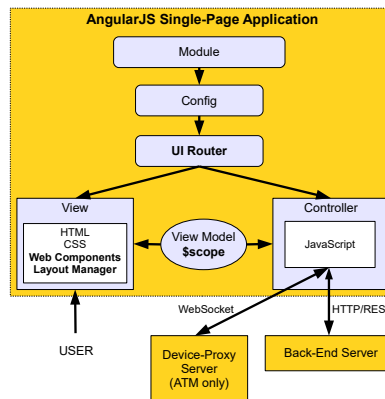 AngularJS Single-Page Application
Module
Config
UI Router
View
HTML
CSS
Web Components
Layout Manager
View Model
$scope
Controller
JavaScript
WebSocket
HTTP/RES
USER
Device-Proxy
Server
(ATM only)
Back-End Server